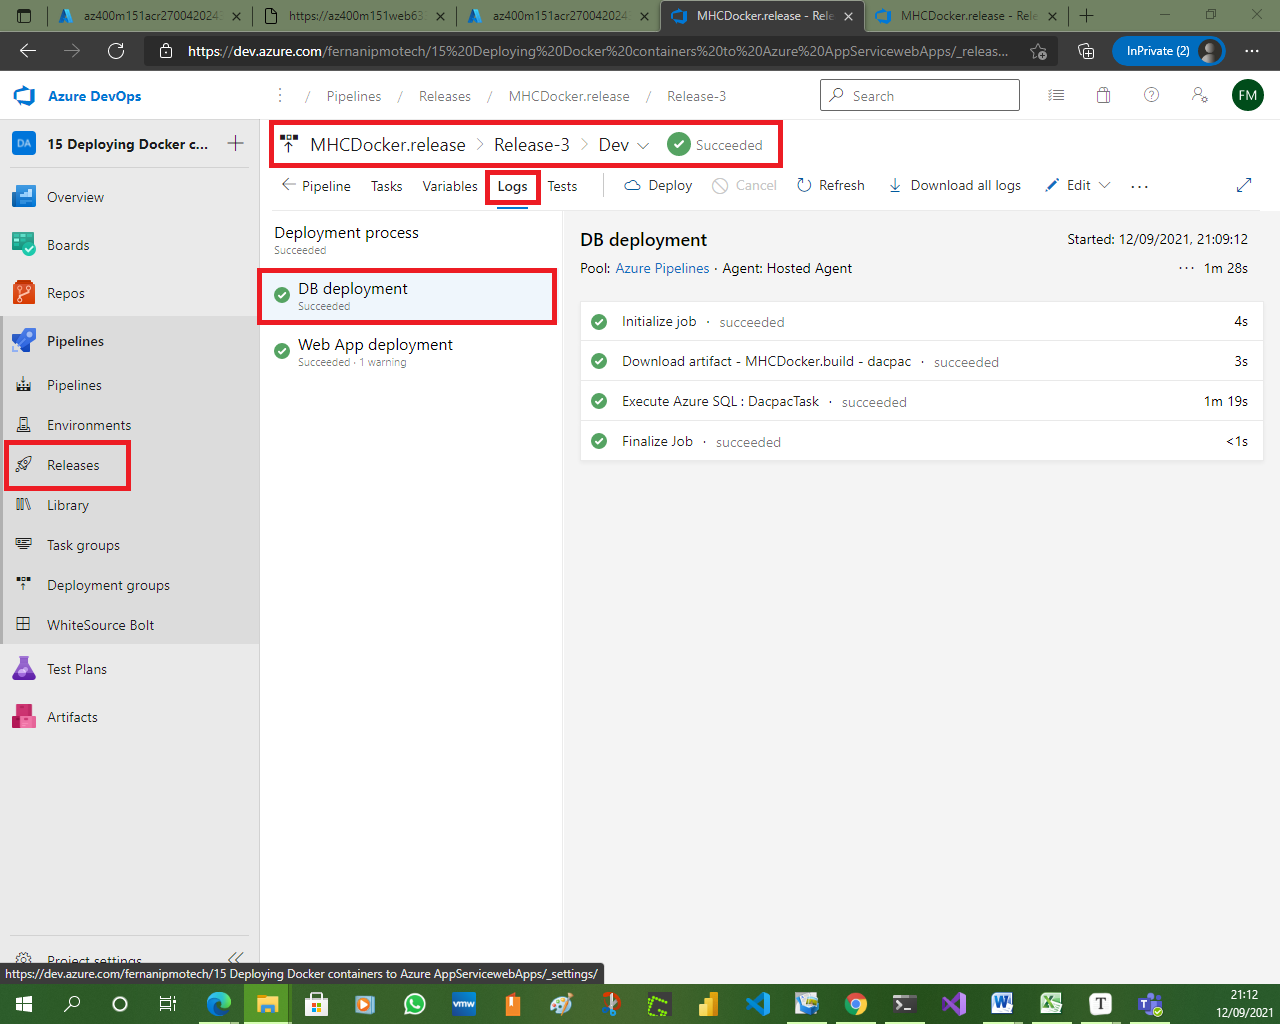 az400m151acr270042024
https://az400m151web63
az400m151acr270042024
MHCDocker.release - Rele
MHCDocker.release - Rele
https://dev.azure.com/fernanipmotech/15%20Deploying%20Docker%20containers%20to%20Azure%20AppServicewebApps/_releas...
InPrivate (2)
Azure DevOps
/ Pipelines / Releases / MHCDocker.release / Release-3
Search
FM
DA 15 Deploying Docker c...
MHCDocker.release > Release-3 > Dev Succeeded
Pipeline Tasks Variables Logs Tests Deploy Cancel Refresh Download all logs Edit ...
Overview
Boards
Repos
Pipelines
Pipelines
Environments
Releases
Library
Task groups
Deployment groups
WhiteSource Bolt
Test Plans
Artifacts
Project settings
Deployment process
Succeeded
DB deployment
Succeeded
Web App deployment
Succeeded · 1 warning
DB deployment
Started: 12/09/2021, 21:09:12
Pool: Azure Pipelines · Agent: Hosted Agent
... 1m 28s
Initialize job · succeeded 4s
Download artifact - MHCDocker.build - dacpac · succeeded 3s
Execute Azure SQL : DacpacTask · succeeded 1m 19s
Finalize Job · succeeded <1s
https://dev.azure.com/fernanipmotech/15 Deploying Docker containers to Azure AppServicewebApps/_settings/
vmw
21:12
12/09/2021